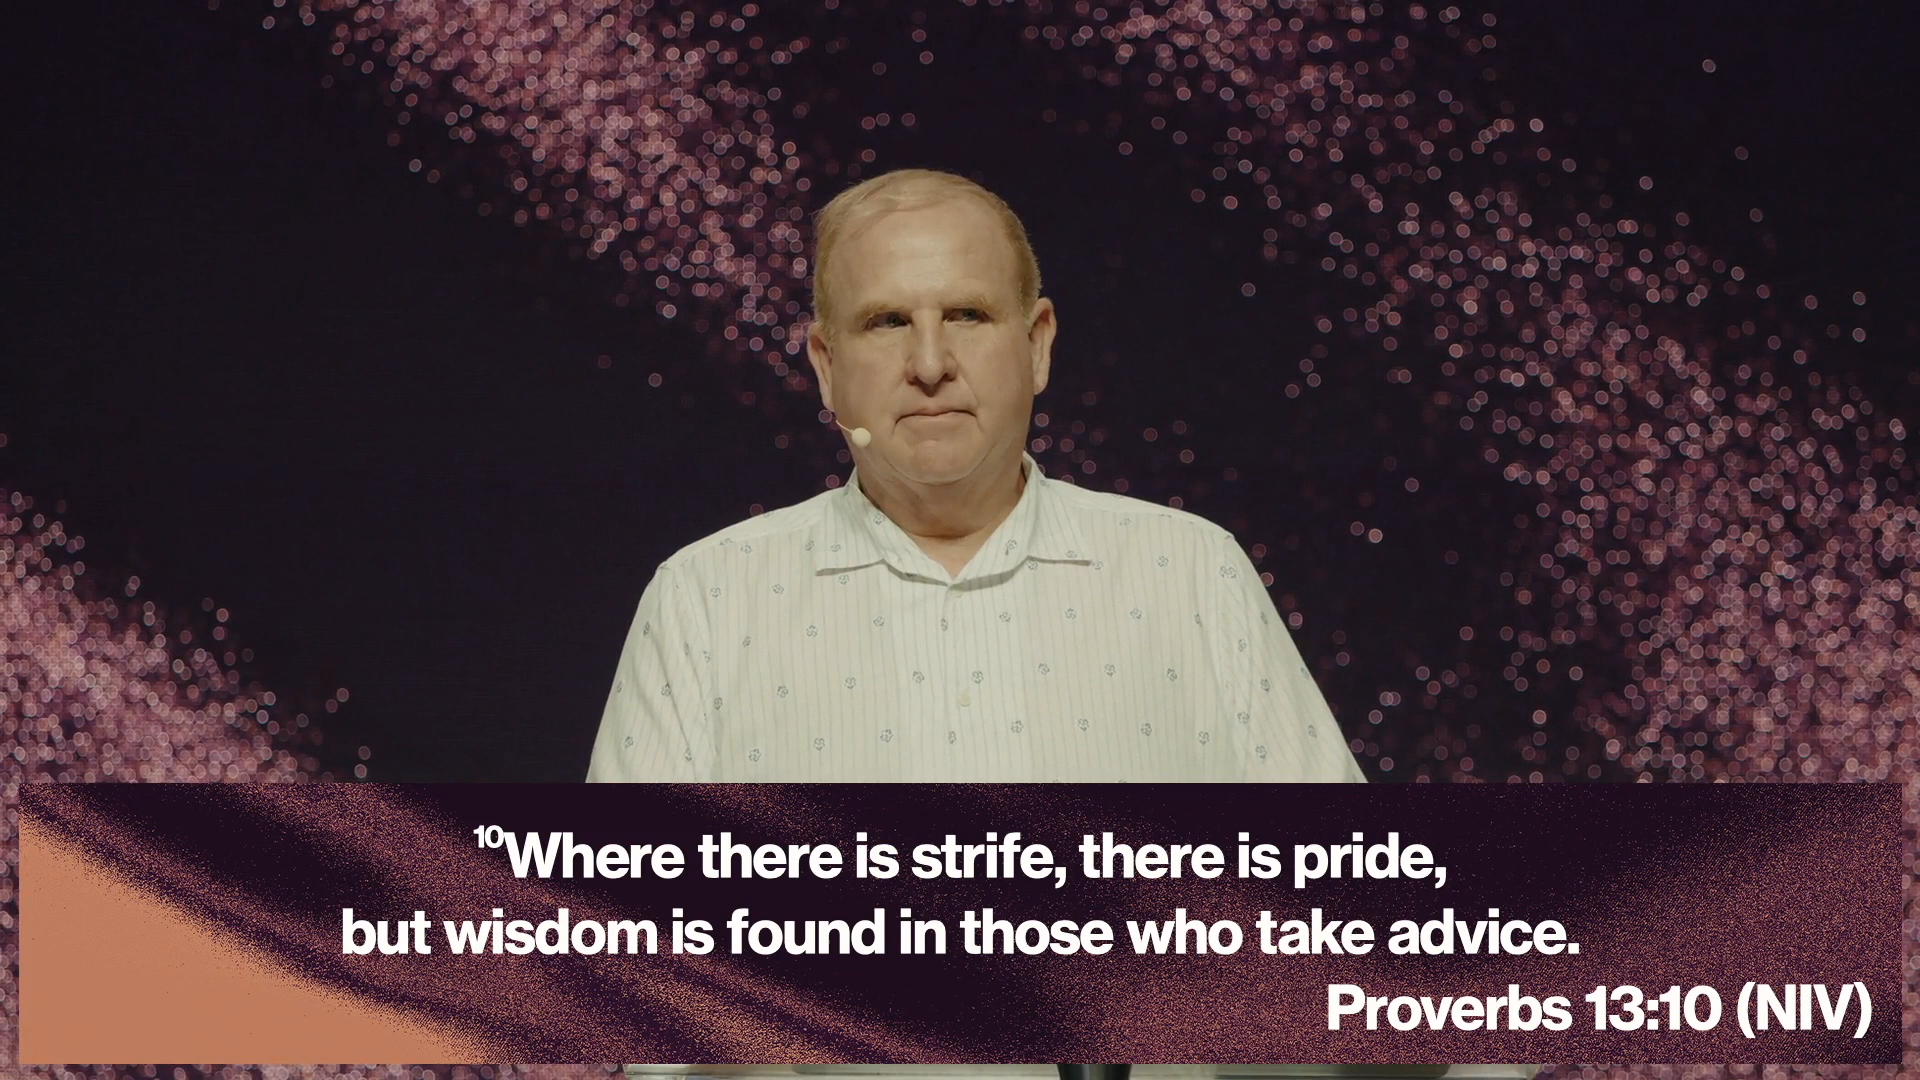 ¹⁰Where there is strife, there is pride,
but wisdom is found in those who take advice.
Proverbs 13:10 (NIV)